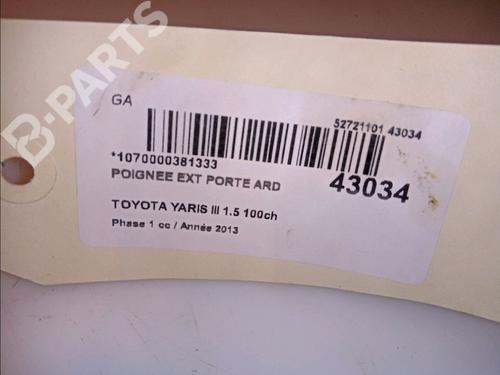 B-PARTS
GA
52721101 43034
*1070000381333
POIGNEE EXT PORTE ARD
43034
TOYOTA YARIS III 1.5 100ch
Phase 1 cc / Année 2013